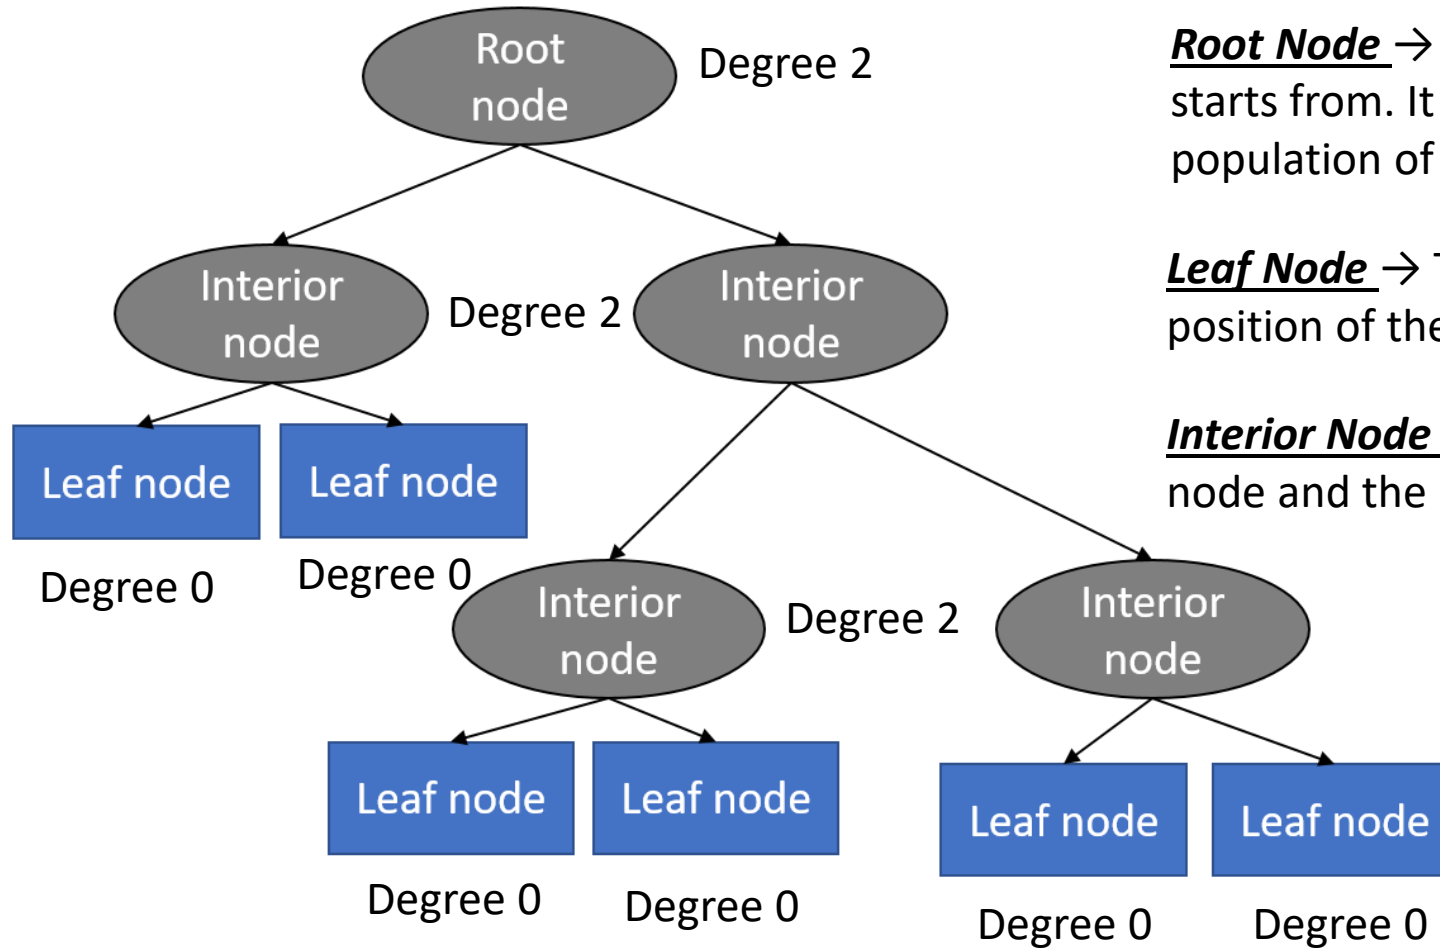 Root
node
Degree 2
Interior
node
Degree 2
Interior
node
Leaf node
Leaf node
Degree 0
Degree 0
Interior
node
Degree 2
Interior
node
Leaf node
Leaf node
Leaf node
Leaf node
Degree 0
Degree 0
Degree 0
Degree 0
Root Node →
starts from. It
population of
Leaf Node →
position of the
Interior Node
node and the